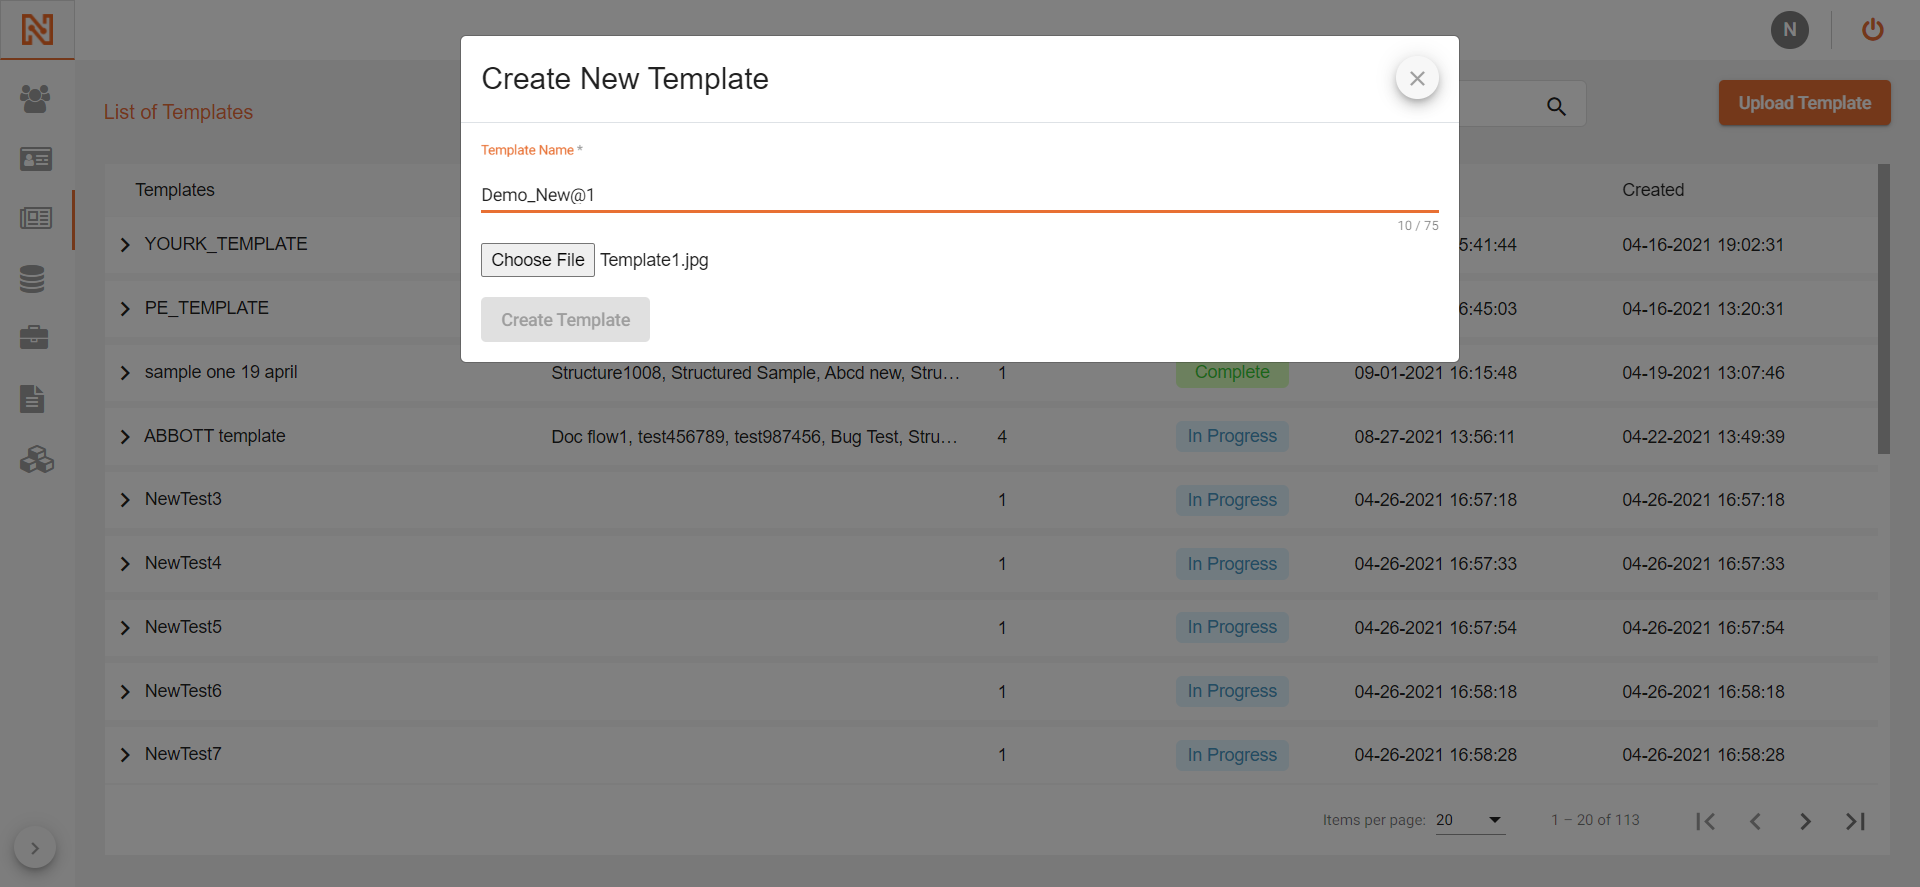 N
Create New Template
List of Templates
Upload Template
Template Name *
Demo_New@1
10 / 75
Choose File Template1.jpg
Create Template
Templates Created
YOURK_TEMPLATE 5:41:44 04-16-2021 19:02:31
PE_TEMPLATE 6:45:03 04-16-2021 13:20:31
sample one 19 april Structure1008, Structured Sample, Abcd new, Stru... 1 Complete 09-01-2021 16:15:48 04-19-2021 13:07:46
ABBOTT template Doc flow1, test456789, test987456, Bug Test, Stru... 4 In Progress 08-27-2021 13:56:11 04-22-2021 13:49:39
NewTest3 1 In Progress 04-26-2021 16:57:18 04-26-2021 16:57:18
NewTest4 1 In Progress 04-26-2021 16:57:33 04-26-2021 16:57:33
NewTest5 1 In Progress 04-26-2021 16:57:54 04-26-2021 16:57:54
NewTest6 1 In Progress 04-26-2021 16:58:18 04-26-2021 16:58:18
NewTest7 1 In Progress 04-26-2021 16:58:28 04-26-2021 16:58:28
Items per page: 20 1 – 20 of 113